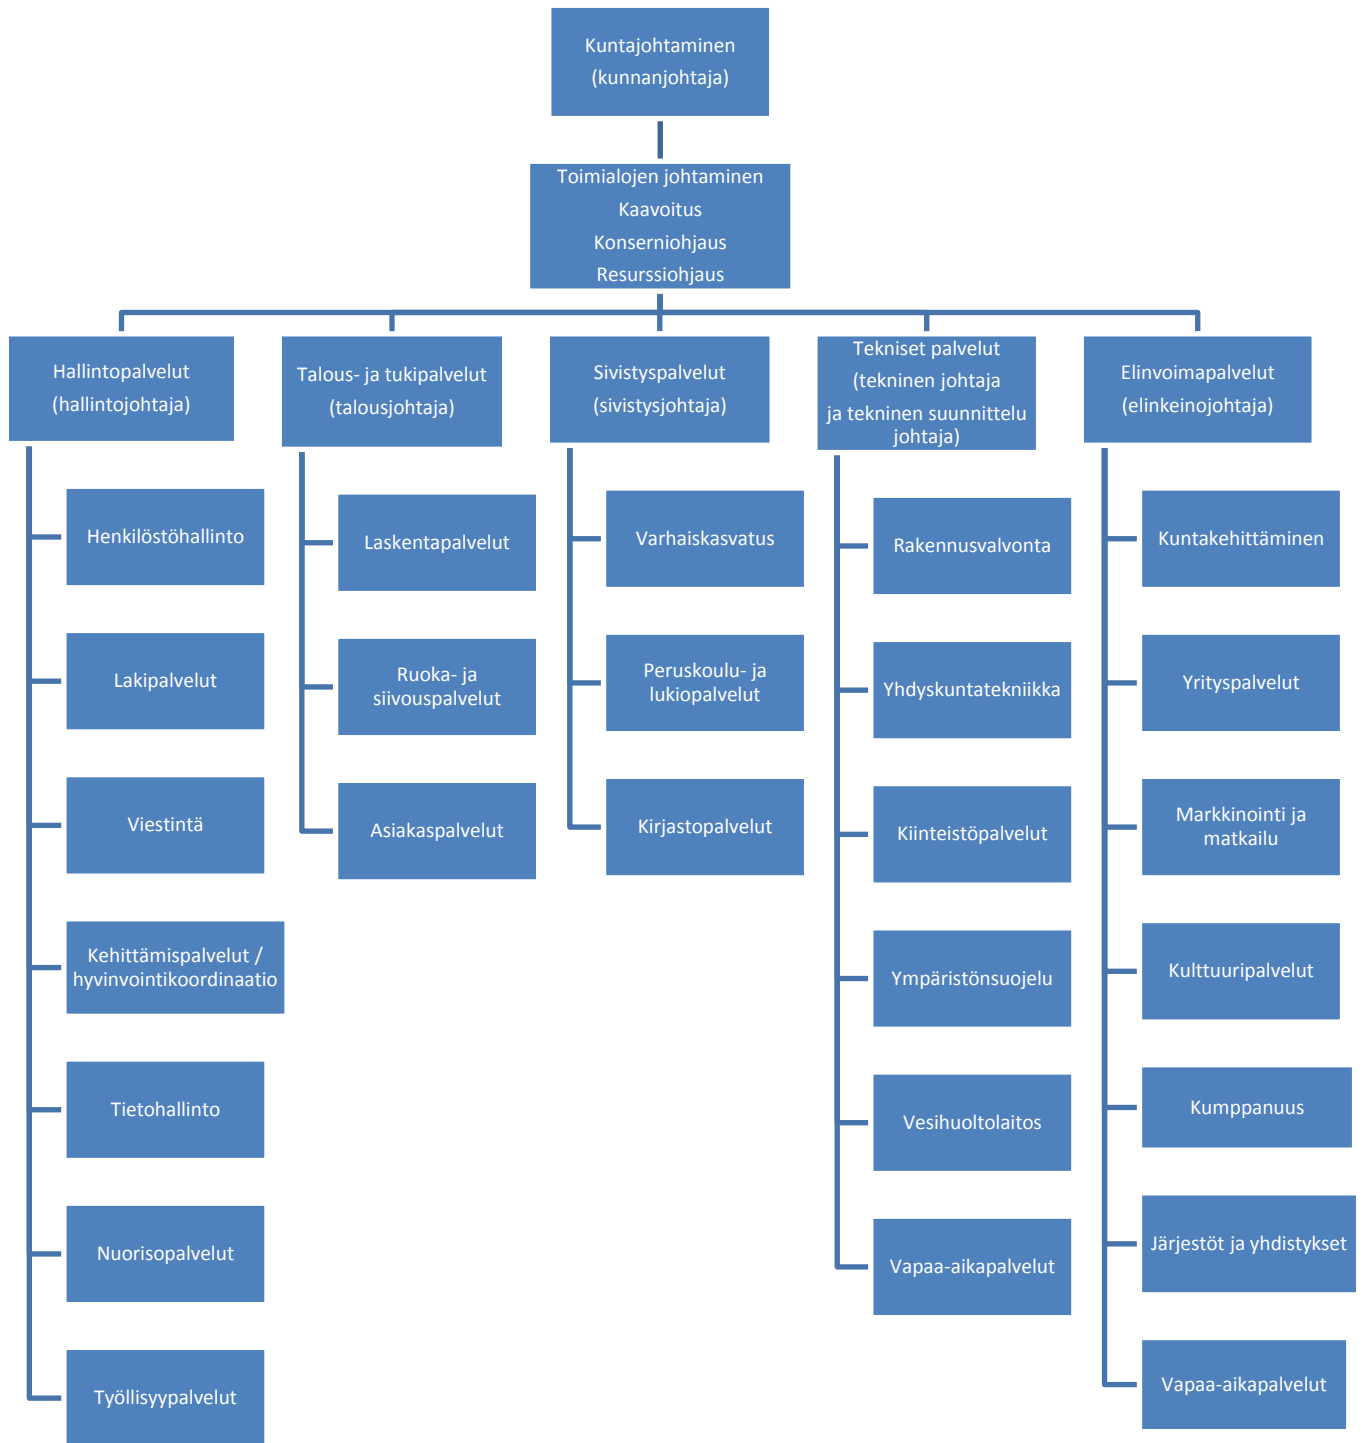 Kuntajohtaminen
(kunnanjohtaja)
Toimialojen johtaminen
Kaavoitus
Konserniohjaus
Resurssiohjaus
Hallintopalvelut
(hallintojohtaja)
Henkilöstöhallinto
Lakipalvelut
Viestintä
Kehittämispalvelut /
hyvinvointikoordinaatio
Tietohallinto
Nuorisopalvelut
Työllisyypalvelut
Talous- ja tukipalvelut
(talousjohtaja)
Laskentapalvelut
Ruoka- ja
siivouspalvelut
Asiakaspalvelut
Sivistyspalvelut
(sivistysjohtaja)
Varhaiskasvatus
Peruskoulu- ja
lukiopalvelut
Kirjastopalvelut
Tekniset palvelut
(tekninen johtaja
ja tekninen suunnittelu
johtaja)
Rakennusvalvonta
Yhdyskuntatekniikka
Kiinteistöpalvelut
Ympäristönsuojelu
Vesihuoltolaitos
Vapaa-aikapalvelut
Elinvoimapalvelut
(elinkeinojohtaja)
Kuntakehittäminen
Yrityspalvelut
Markkinointi ja
matkailu
Kulttuuripalvelut
Kumppanuus
Järjestöt ja yhdistykset
Vapaa-aikapalvelut